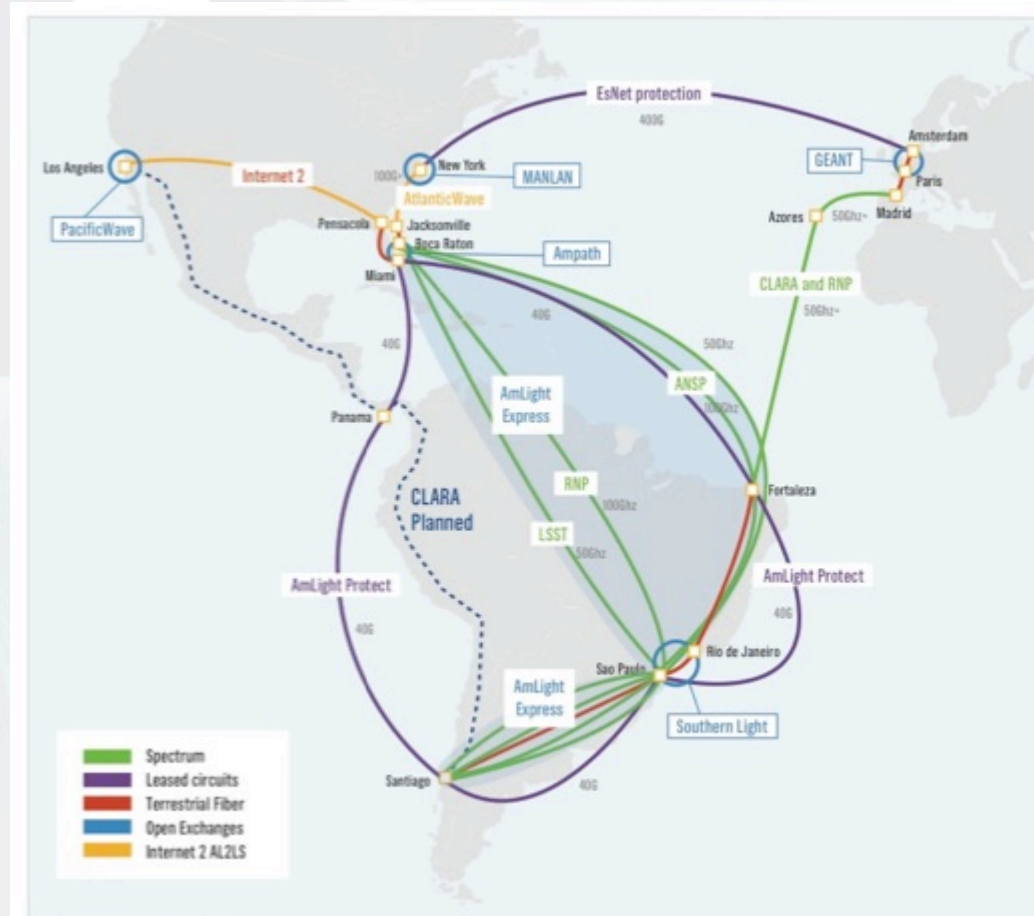 EsNet protection
400G
Amsterdam
GEANT
Paris
Madrid
Los Angeles
PacificWave
Internet 2
100G+
New York
MANLAN
AtlanticWave
Pensacola
Jacksonville
Boca Raton
Ampath
Miami
Azores
50Ghz+
CLARA and RNP
50Ghz+
40G
40G
50Ghz
ANSP
100Ghz
AmLight
Express
Panama
RNP
100Ghz
Fortaleza
CLARA
Planned
LSST
50Ghz
AmLight Protect
40G
AmLight Protect
40G
Rio de Janeiro
Sao Paulo
AmLight
Express
Southern Light
Santiago
40G
Spectrum
Leased circuits
Terrestrial Fiber
Open Exchanges
Internet 2 AL2LS